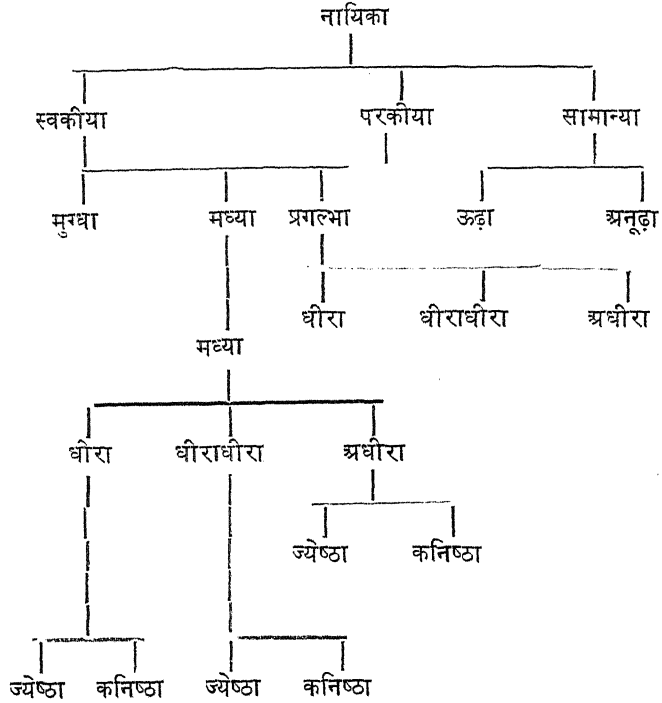 नायिका
स्वकीया परकीया सामान्या
मुग्धा मध्या प्रगल्भा ऊढ़ा अनूढ़ा
धीरा धीराधीरा अधीरा
मध्या
धीरा धीराधीरा अधीरा
ज्येष्ठा कनिष्ठा
ज्येष्ठा कनिष्ठा ज्येष्ठा कनिष्ठा